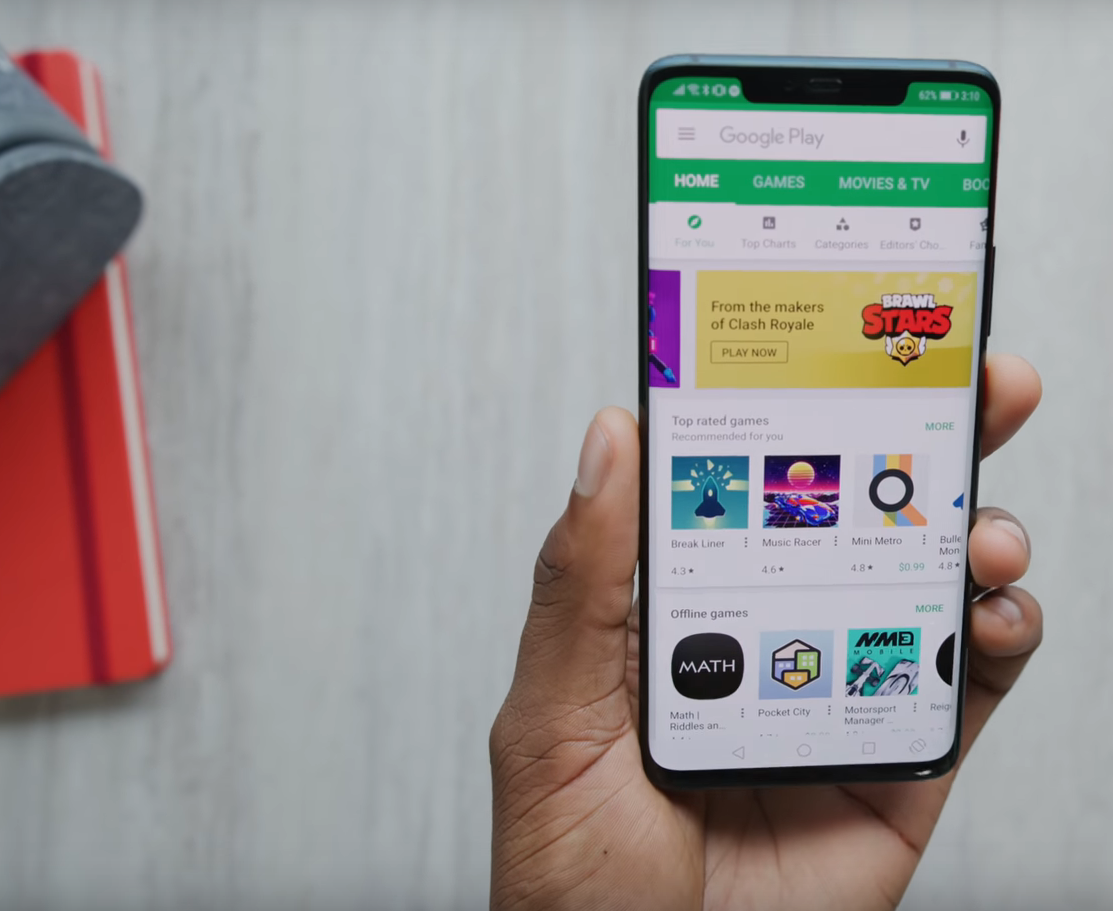 62% 3:10
Google Play
HOME GAMES MOVIES & TV BOO
For You Top Charts Categories Editors' Cho... Fam
From the makers
of Clash Royale
PLAY NOW
BRAWL
STARS
Top rated games
MORE
Recommended for you
Break Liner Music Racer Mini Metro Bulle
Mon
4.3★ 4.6★ 4.8★ $0.99 4.8★
Offline games
MORE
MATH
MM3
MOBILE
Math | Pocket City Motorsport Reig
Riddles an.. Manager ..